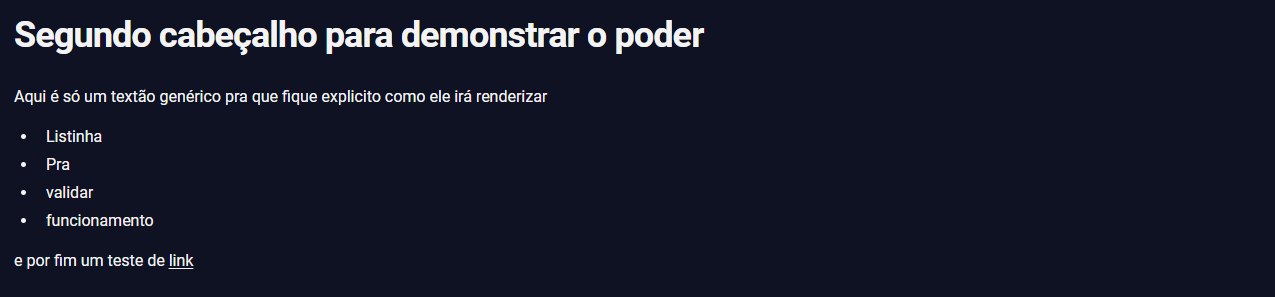 Segundo cabeçalho para demonstrar o poder
Aqui é só um textão genérico pra que fique explicito como ele irá renderizar
• Listinha
• Pra
• validar
• funcionamento
e por fim um teste de link